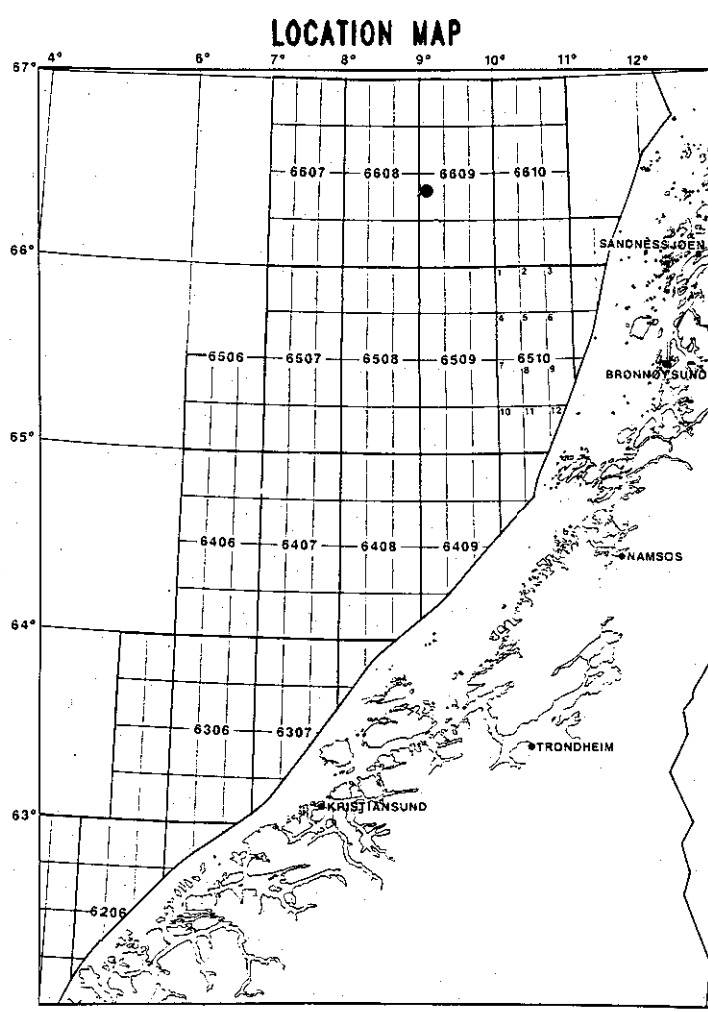 LOCATION MAP
4° 6° 7° 8° 9° 10° 11° 12°
67°
6607 6608 6609 6610
SANDNESSJØEN
66°
1 2 3
4 5 6
6506 6507 6508 6509 6510
7 8 9
BRØNNØYSUND
10 11 12
65°
6406 6407 6408 6409
NAMSOS
64°
6306 6307
TRONDHEIM
KRISTIANSUND
63°
6206